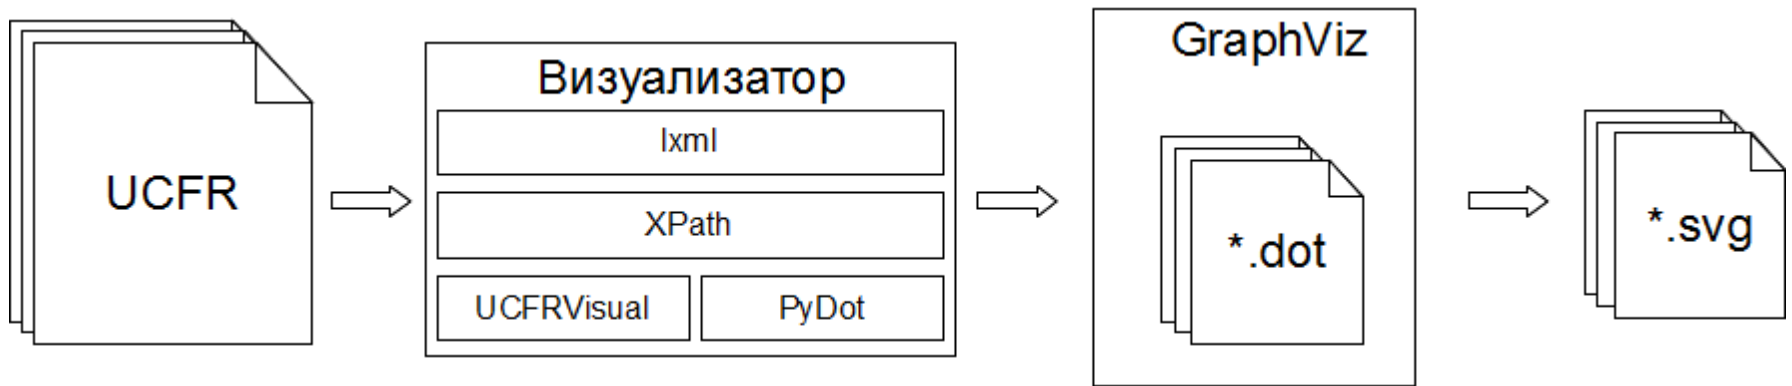 UCFR
Визуализатор
lxml
XPath
UCFRVisual
PyDot
GraphViz
*.dot
*.svg